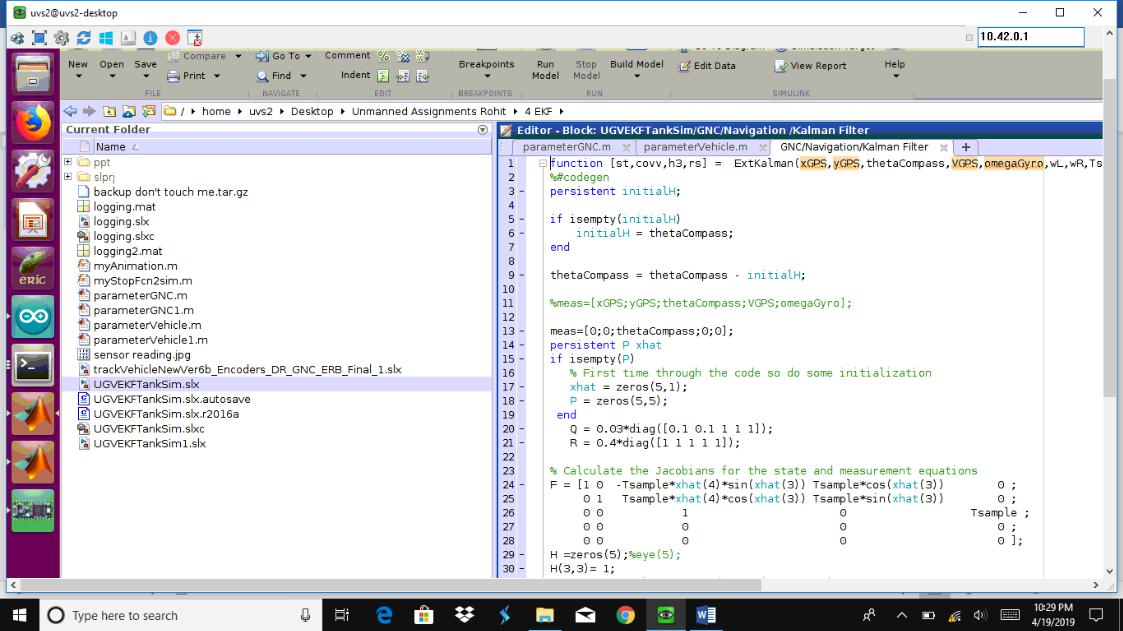 uvs2@uvs2-desktop
10.42.0.1
New Open Save Compare Print Go To Find Comment Indent Breakpoints Run Model Stop Model Build Model Edit Data View Report Help
FILE NAVIGATE EDIT BREAKPOINTS RUN SIMULINK
/ home uvs2 Desktop Unmanned Assignments Rohit 4 EKF
Current Folder
Name
ppt
slprj
backup don't touch me.tar.gz
logging.mat
logging.slx
logging.slxc
logging2.mat
myAnimation.m
myStopFcn2sim.m
parameterGNC.m
parameterGNC1.m
parameterVehicle.m
parameterVehicle1.m
sensor reading.jpg
trackVehicleNewVer6b_Encoders_DR_GNC_ERB_Final_1.slx
UGVEKFTankSim.slx
UGVEKFTankSim.slx.autosave
UGVEKFTankSim.slx.r2016a
UGVEKFTankSim.slxc
UGVEKFTankSim1.slx
Editor - Block: UGVEKFTankSim/GNC/Navigation /Kalman Filter
parameterGNC.m parameterVehicle.m GNC/Navigation/Kalman Filter
1 function [st,covv,h3,rs] = ExtKalman(xGPS,yGPS,thetaCompass,VGPS,omegaGyro,wL,wR,Ts
2 %#codegen
3 persistent initialH;
4
5 if isempty(initialH)
6 initialH = thetaCompass;
7 end
8
9 thetaCompass = thetaCompass - initialH;
10
11 %meas=[xGPS;yGPS;thetaCompass;VGPS;omegaGyro];
12
13 meas=[0;0;thetaCompass;0;0];
14 persistent P xhat
15 if isempty(P)
16 % First time through the code so do some initialization
17 xhat = zeros(5,1);
18 P = zeros(5,5);
19 end
20 Q = 0.03*diag([0.1 0.1 1 1 1]);
21 R = 0.4*diag([1 1 1 1 1]);
22
23 % Calculate the Jacobians for the state and measurement equations
24 F = [1 0 -Tsample*xhat(4)*sin(xhat(3)) Tsample*cos(xhat(3)) 0 ;
25 0 1 Tsample*xhat(4)*cos(xhat(3)) Tsample*sin(xhat(3)) 0 ;
26 0 0 1 0 Tsample ;
27 0 0 0 0 0 ;
28 0 0 0 0 0 ];
29 H =zeros(5);%eye(5);
30 H(3,3)= 1;
ERIC
Type here to search
10:29 PM
4/19/2019